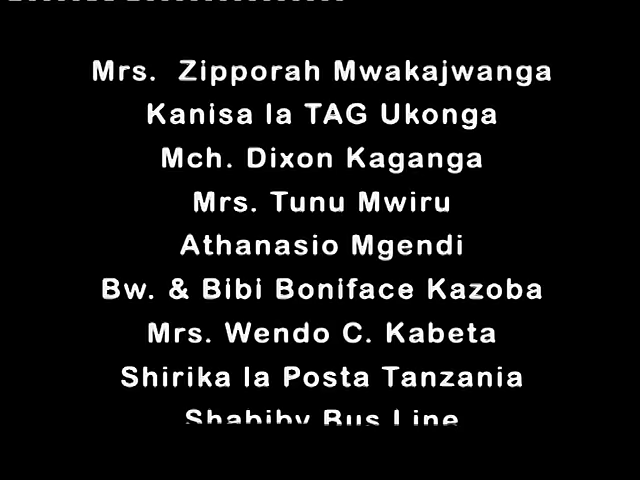 Mrs. Zipporah Mwakajwanga
Kanisa la TAG Ukonga
Mch. Dixon Kaganga
Mrs. Tunu Mwiru
Athanasio Mgendi
Bw. & Bibi Boniface Kazoba
Mrs. Wendo C. Kabeta
Shirika la Posta Tanzania
Shabiby Bus Line